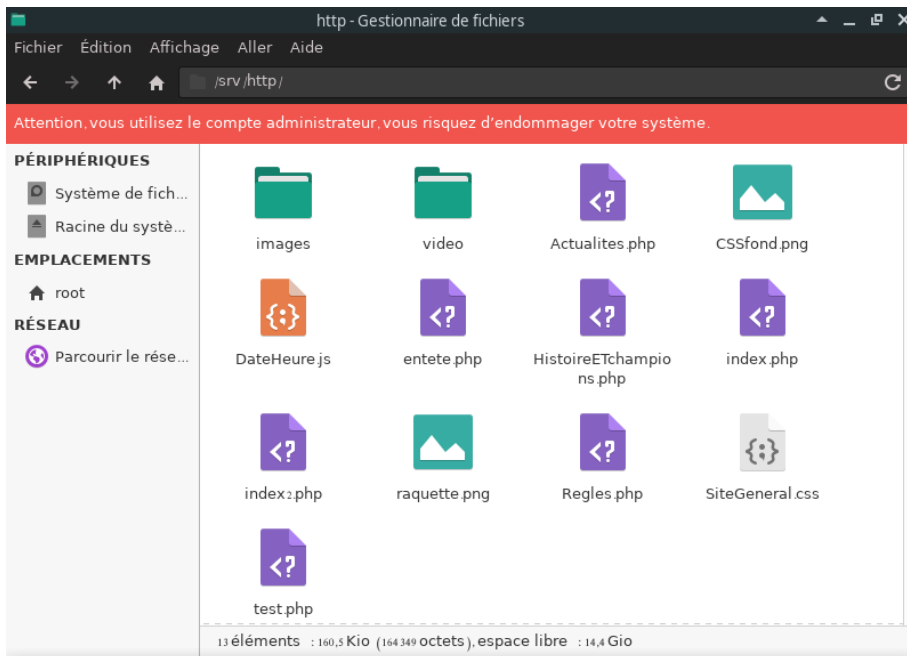 http - Gestionnaire de fichiers
Fichier Édition Affichage Aller Aide
/srv/http/
Attention, vous utilisez le compte administrateur, vous risquez d'endommager votre système.
PÉRIPHÉRIQUES
Système de fich...
Racine du systè...
EMPLACEMENTS
root
RÉSEAU
Parcourir le rése...
images video Actualites.php CSSfond.png
DateHeure.js entete.php HistoireETchampio index.php
ns.php
index2.php raquette.png Regles.php SiteGeneral.css
test.php
13 éléments : 160,5 Kio (164 349 octets), espace libre : 14,4 Gio